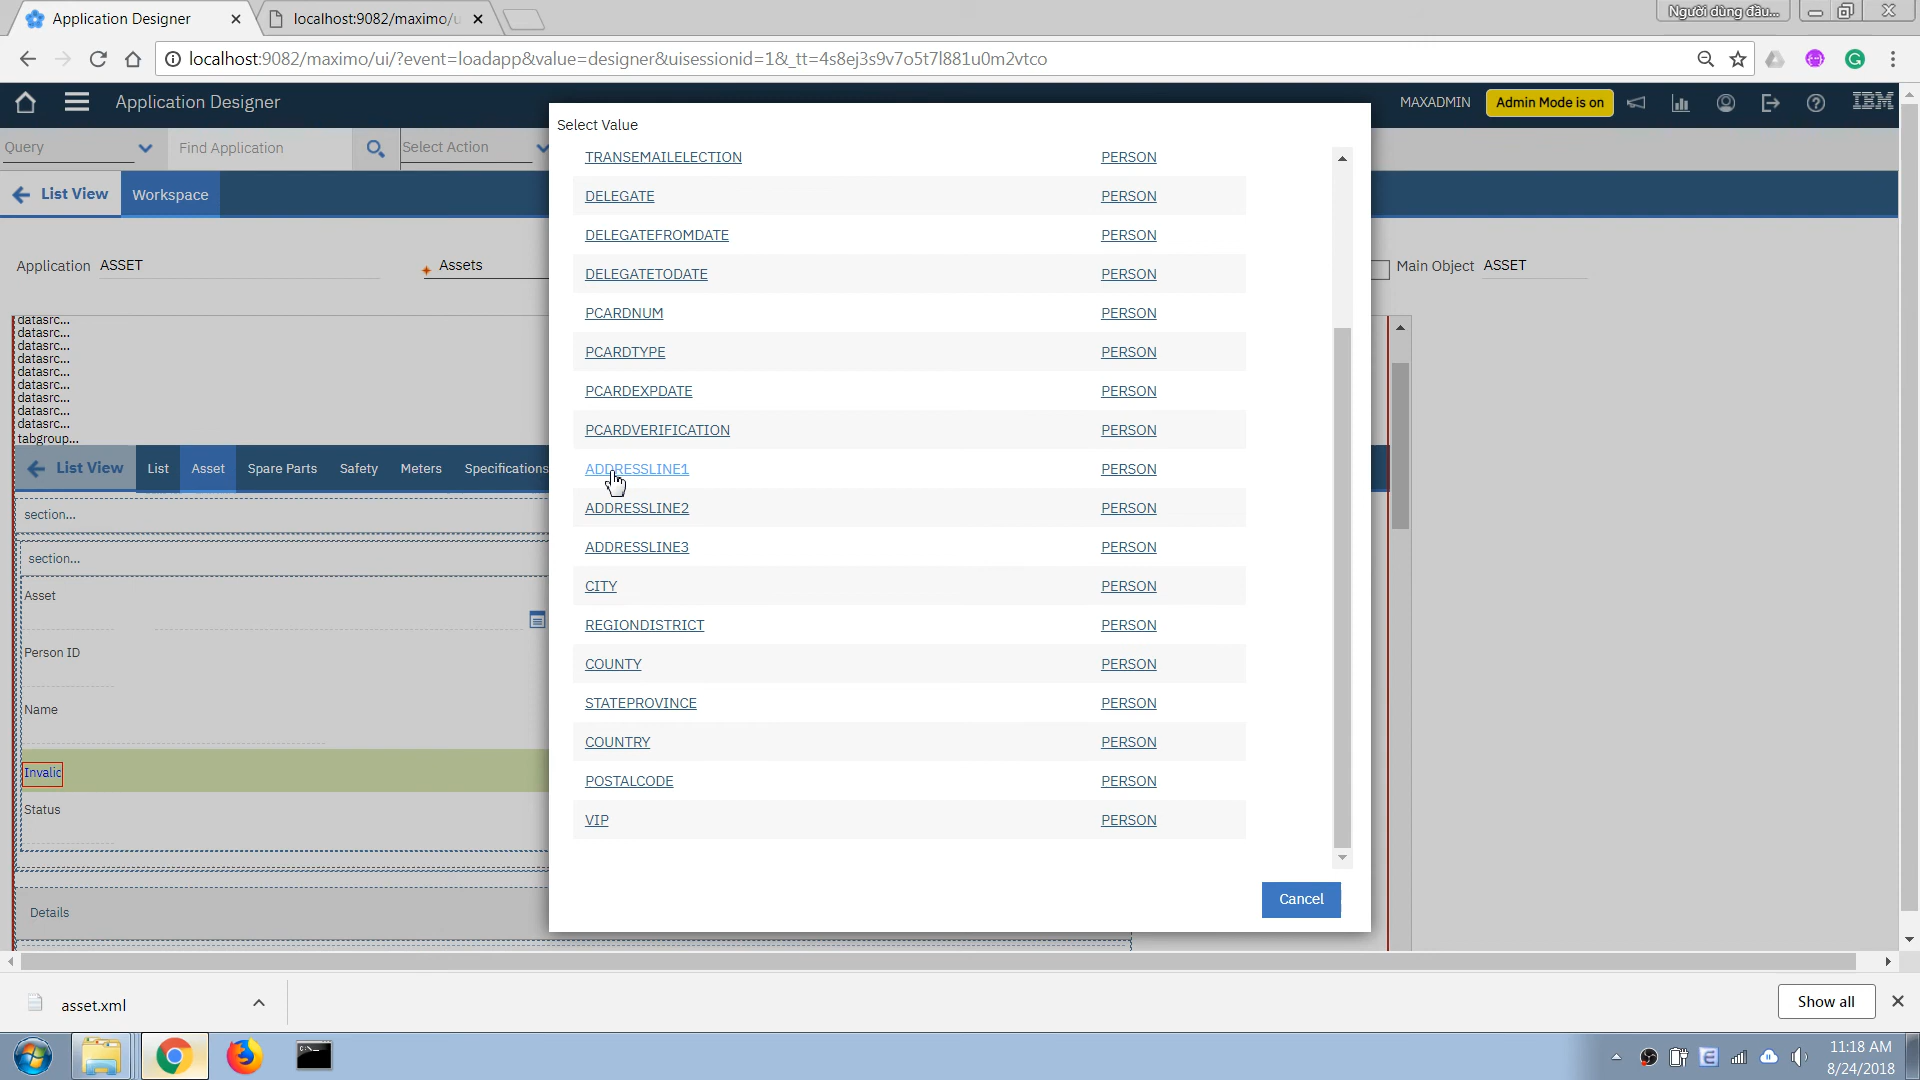 Application Designer
localhost:9082/maximo/u
Người dùng đầu...
localhost:9082/maximo/ui/?event=loadapp&value=designer&uisessionid=1&_tt=4s8ej3s9v7o5t7l881u0m2vtco
Application Designer
MAXADMIN
Admin Mode is on
IBM
Query
Find Application
Select Action
List View
Workspace
Application ASSET
Assets
Main Object ASSET
datasrc...
datasrc...
datasrc...
datasrc...
datasrc...
datasrc...
datasrc...
datasrc...
datasrc...
tabgroup...
List View
List
Asset
Spare Parts
Safety
Meters
Specifications
section...
section...
Asset
Person ID
Name
Invalid
Status
Details
Select Value
TRANSEMAILELECTION PERSON
DELEGATE PERSON
DELEGATEFROMDATE PERSON
DELEGATETODATE PERSON
PCARDNUM PERSON
PCARDTYPE PERSON
PCARDEXPDATE PERSON
PCARDVERIFICATION PERSON
ADDRESSLINE1 PERSON
ADDRESSLINE2 PERSON
ADDRESSLINE3 PERSON
CITY PERSON
REGIONDISTRICT PERSON
COUNTY PERSON
STATEPROVINCE PERSON
COUNTRY PERSON
POSTALCODE PERSON
VIP PERSON
Cancel
asset.xml
Show all
11:18 AM
8/24/2018